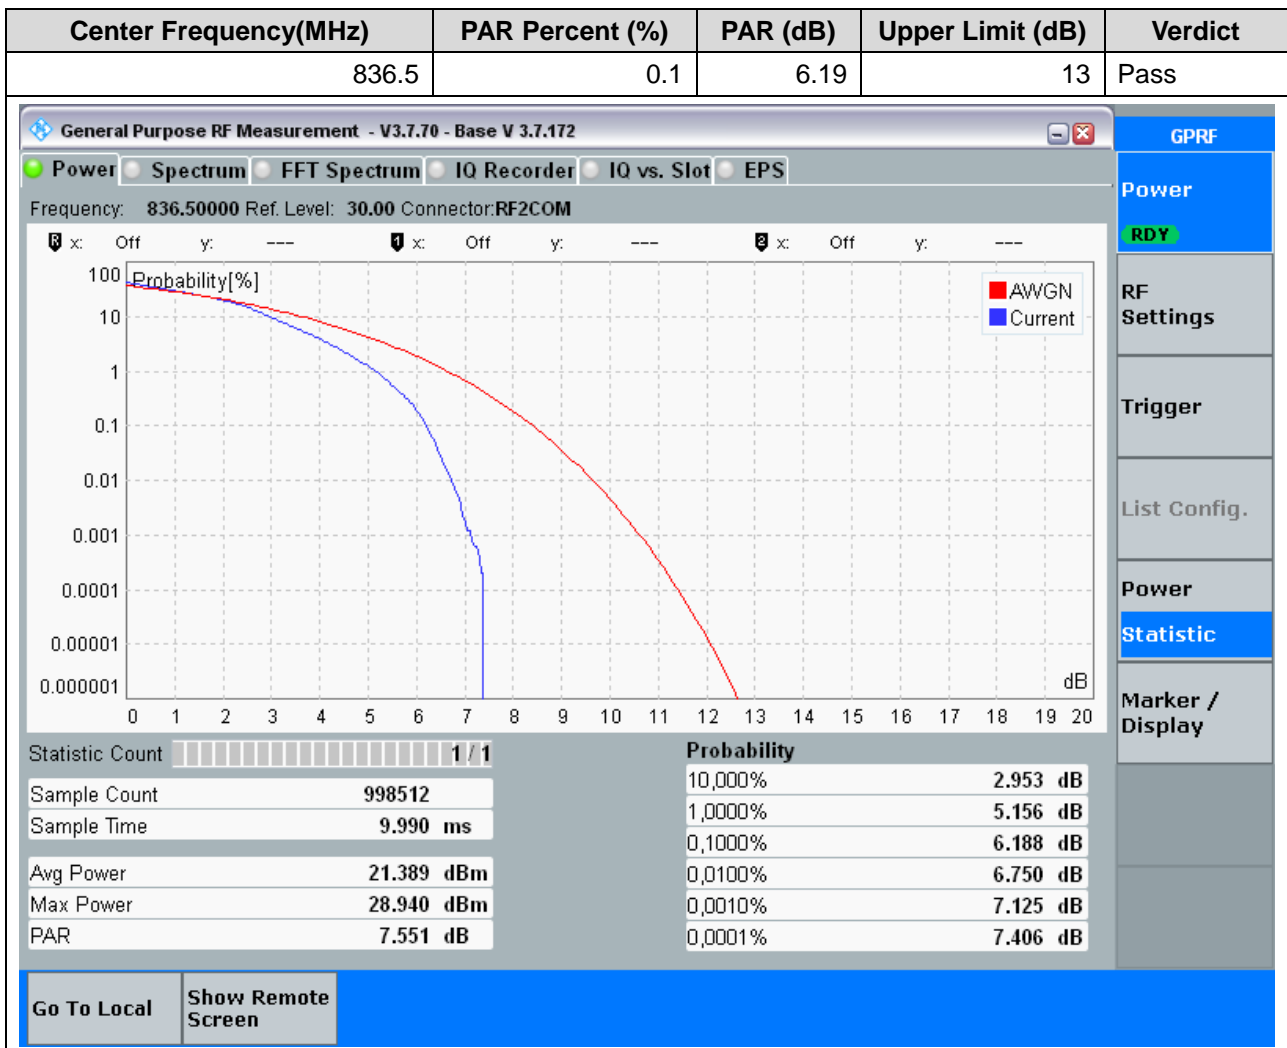 Center Frequency(MHz) PAR Percent (%) PAR (dB) Upper Limit (dB) Verdict
836.5 0.1 6.19 13 Pass
General Purpose RF Measurement - V3.7.70 - Base V 3.7.172
GPRF
Power Spectrum FFT Spectrum IQ Recorder IQ vs. Slot EPS
Power
RDY
Frequency: 836.50000 Ref. Level: 30.00 Connector:RF2COM
R x: Off y: --- 1 x: Off y: --- 2 x: Off y: ---
Probability[%]
AWGN
Current
100
10
1
0.1
0.01
0.001
0.0001
0.00001
0.000001
dB
0 1 2 3 4 5 6 7 8 9 10 11 12 13 14 15 16 17 18 19 20
RF
Settings
Trigger
List Config.
Power
Statistic
Marker /
Display
Statistic Count 1 / 1
Sample Count 998512
Sample Time 9.990 ms
Avg Power 21.389 dBm
Max Power 28.940 dBm
PAR 7.551 dB
Probability
10,000% 2.953 dB
1,0000% 5.156 dB
0,1000% 6.188 dB
0,0100% 6.750 dB
0,0010% 7.125 dB
0,0001% 7.406 dB
Go To Local
Show Remote
Screen